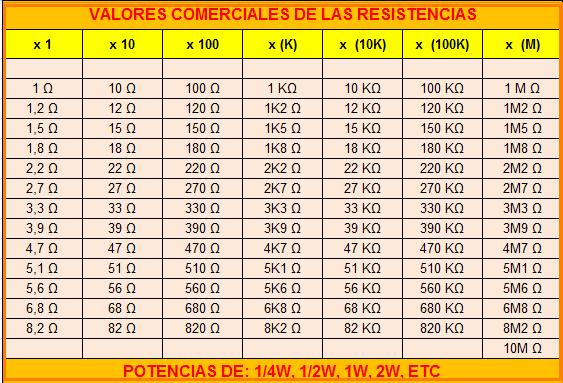 VALORES COMERCIALES DE LAS RESISTENCIAS
x 1 x 10 x 100 x (K) x (10K) x (100K) x (M)
1 Ω 10 Ω 100 Ω 1 KΩ 10 KΩ 100 KΩ 1 M Ω
1,2 Ω 12 Ω 120 Ω 1K2 Ω 12 KΩ 120 KΩ 1M2 Ω
1,5 Ω 15 Ω 150 Ω 1K5 Ω 15 KΩ 150 KΩ 1M5 Ω
1,8 Ω 18 Ω 180 Ω 1K8 Ω 18 KΩ 180 KΩ 1M8 Ω
2,2 Ω 22 Ω 220 Ω 2K2 Ω 22 KΩ 220 KΩ 2M2 Ω
2,7 Ω 27 Ω 270 Ω 2K7 Ω 27 KΩ 270 KΩ 2M7 Ω
3,3 Ω 33 Ω 330 Ω 3K3 Ω 33 KΩ 330 KΩ 3M3 Ω
3,9 Ω 39 Ω 390 Ω 3K9 Ω 39 KΩ 390 KΩ 3M9 Ω
4,7 Ω 47 Ω 470 Ω 4K7 Ω 47 KΩ 470 KΩ 4M7 Ω
5,1 Ω 51 Ω 510 Ω 5K1 Ω 51 KΩ 510 KΩ 5M1 Ω
5,6 Ω 56 Ω 560 Ω 5K6 Ω 56 KΩ 560 KΩ 5M6 Ω
6,8 Ω 68 Ω 680 Ω 6K8 Ω 68 KΩ 680 KΩ 6M8 Ω
8,2 Ω 82 Ω 820 Ω 8K2 Ω 82 KΩ 820 KΩ 8M2 Ω
10M Ω
POTENCIAS DE: 1/4W, 1/2W, 1W, 2W, ETC